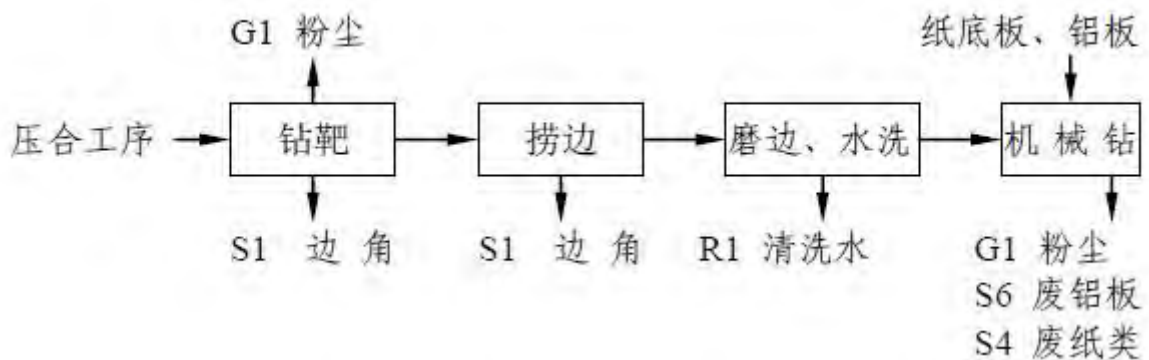 G1 粉尘
纸底板、铝板
压合工序
钻靶
捞边
磨边、水洗
机 械 钻
S1 边 角
S1 边 角
R1 清洗水
G1 粉尘
S6 废铝板
S4 废纸类